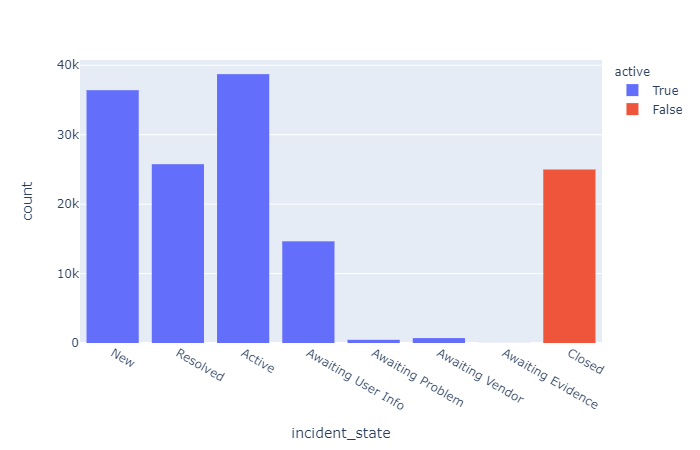 active
True
False
40k
30k
20k
10k
0
count
New
Resolved
Active
Awaiting User Info
Awaiting Problem
Awaiting Vendor
Awaiting Evidence
Closed
incident_state